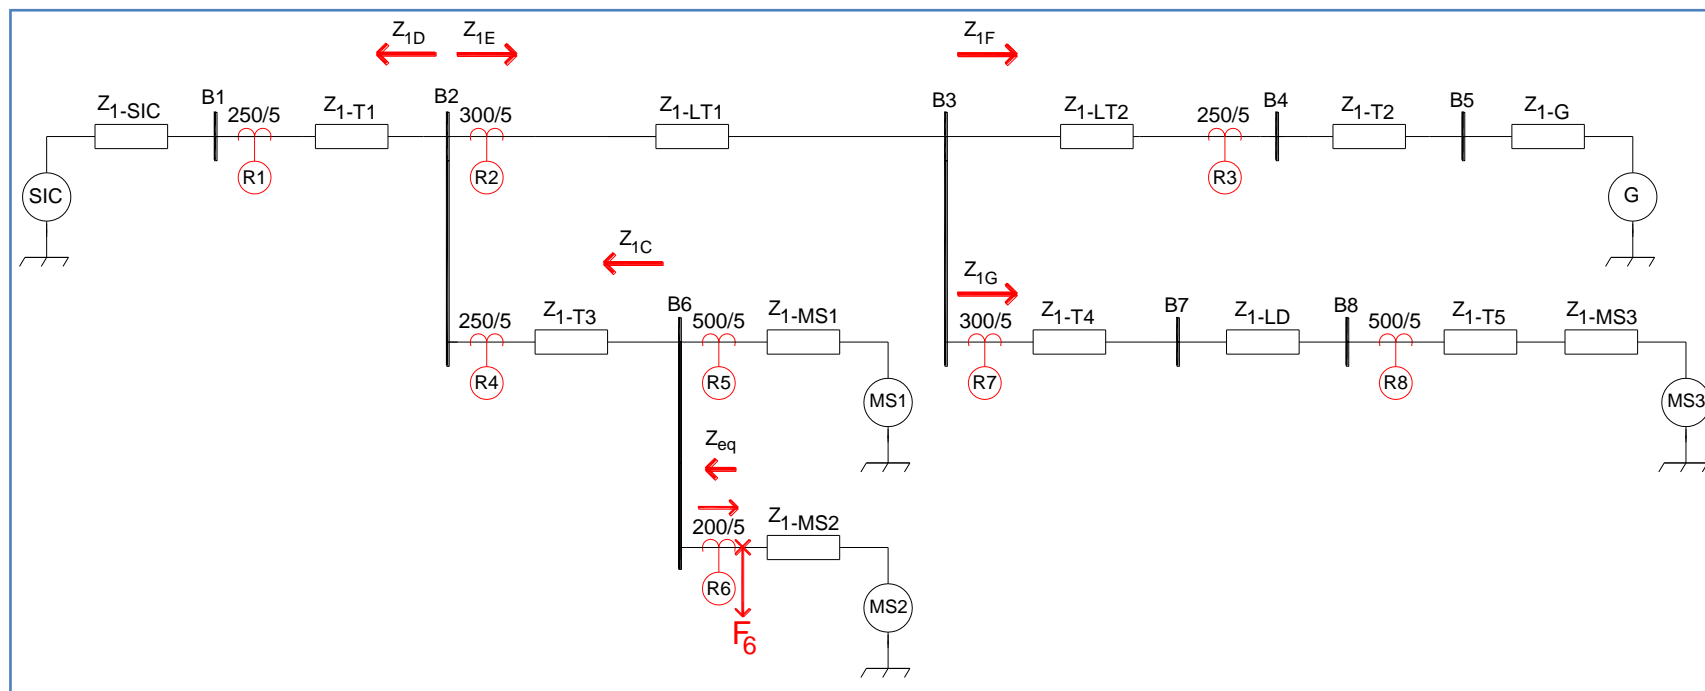 Z1D
Z1E
Z1F
Z1-SIC
B1
250/5
Z1-T1
B2
300/5
Z1-LT1
B3
Z1-LT2
250/5
B4
Z1-T2
B5
Z1-G
R1
R2
R3
SIC
G
Z1C
Z1G
250/5
Z1-T3
B6
500/5
Z1-MS1
300/5
Z1-T4
B7
Z1-LD
B8
500/5
Z1-T5
Z1-MS3
R4
R5
R7
R8
MS1
MS3
Zeq
200/5
Z1-MS2
R6
MS2
F6